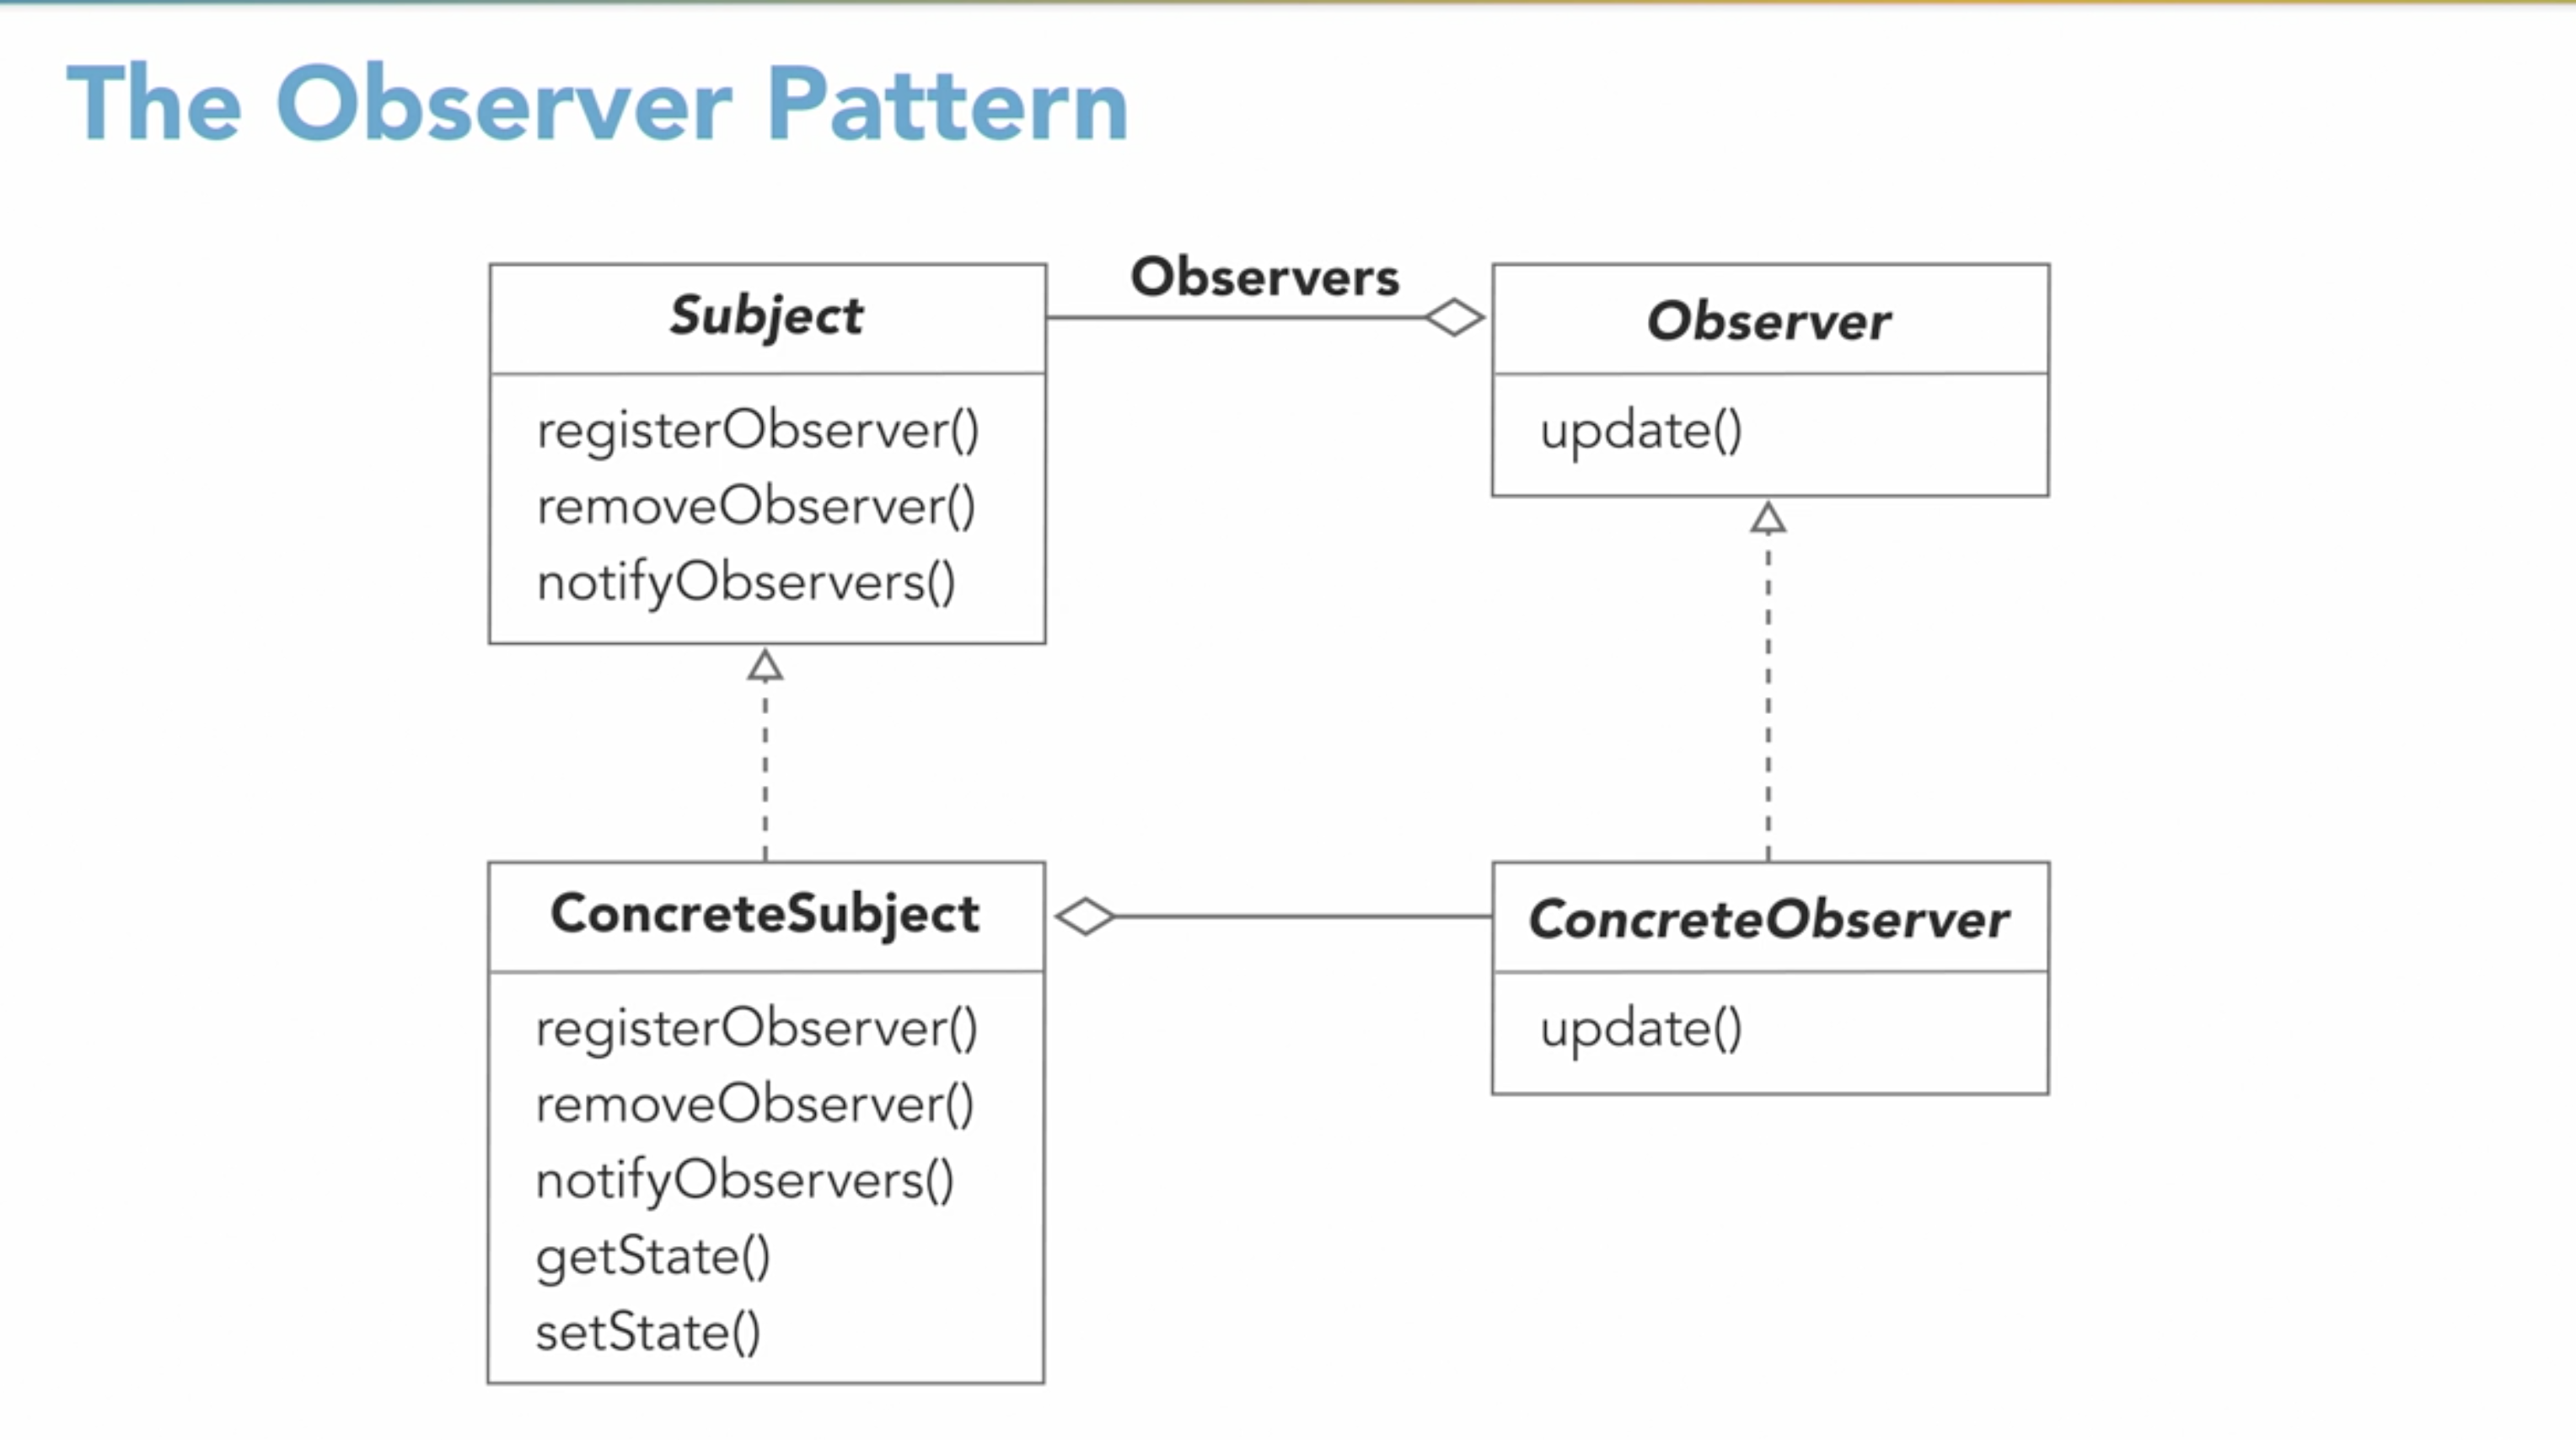 The Observer Pattern
Observers
Subject
registerObserver()
removeObserver()
notifyObservers()
Observer
update()
ConcreteSubject
registerObserver()
removeObserver()
notifyObservers()
getState()
setState()
ConcreteObserver
update()